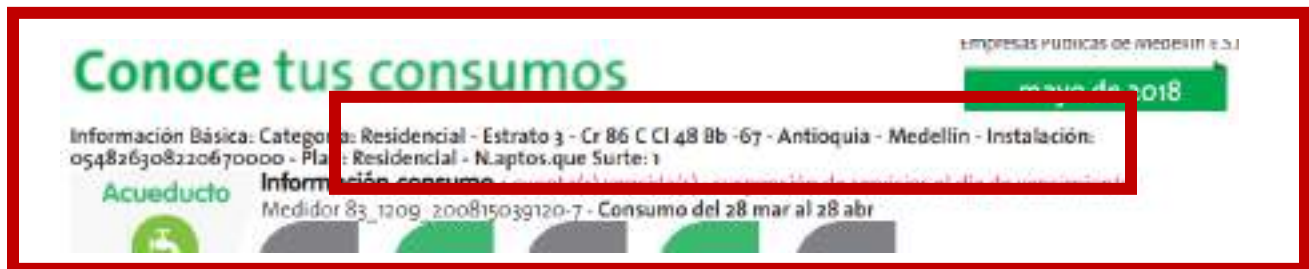 Empresas Públicas de Medellín E.S.
Conoce tus consumos
mayo de 2018
Información Básica: Categoría: Residencial - Estrato 3 - Cr 86 C Cl 48 Bb -67 - Antioquia - Medellín - Instalación:
054826308220670000 - Plan: Residencial - N.aptos.que Surte: 1
Acueducto
Información consumo
Medidor 83_1209_200815039120-7 - Consumo del 28 mar al 28 abr